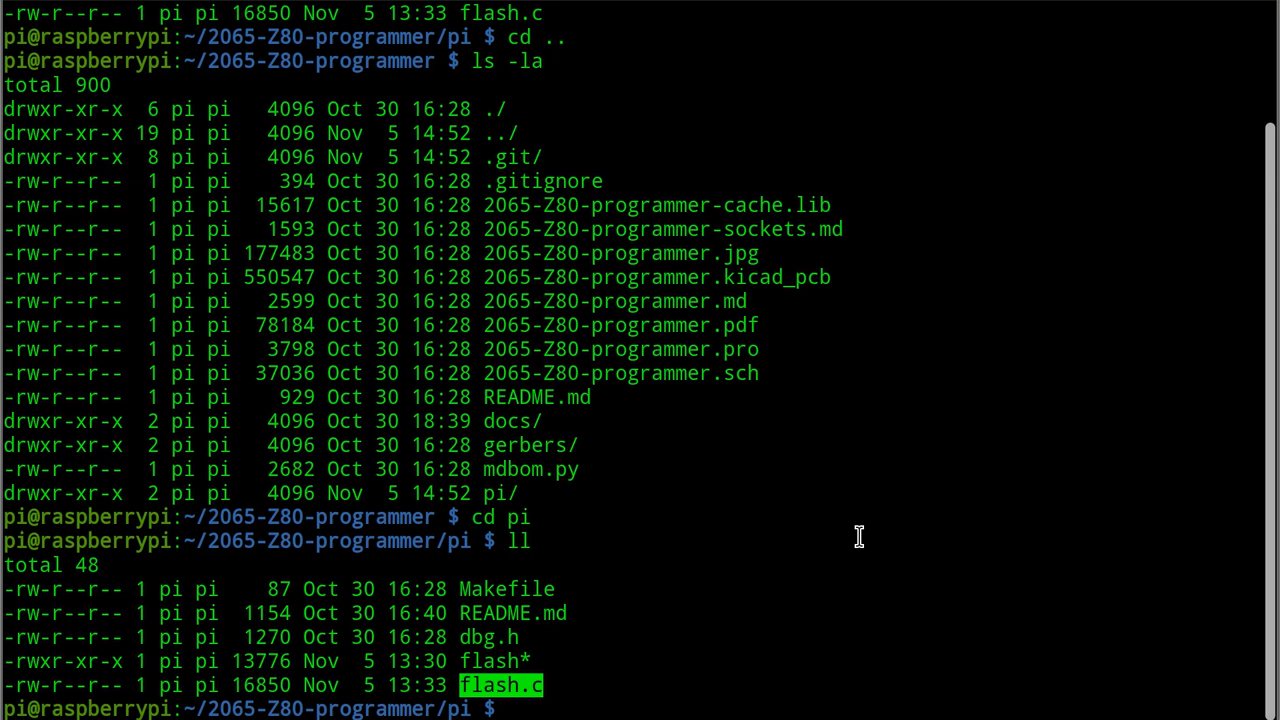 -rw-r--r-- 1 pi pi 16850 Nov  5 13:33 flash.c
pi@raspberrypi:~/2065-Z80-programmer/pi $ cd ..
pi@raspberrypi:~/2065-Z80-programmer $ ls -la
total 900
drwxr-xr-x  6 pi pi   4096 Oct 30 16:28 ./
drwxr-xr-x 19 pi pi   4096 Nov  5 14:52 ../
drwxr-xr-x  8 pi pi   4096 Nov  5 14:52 .git/
-rw-r--r--  1 pi pi    394 Oct 30 16:28 .gitignore
-rw-r--r--  1 pi pi  15617 Oct 30 16:28 2065-Z80-programmer-cache.lib
-rw-r--r--  1 pi pi   1593 Oct 30 16:28 2065-Z80-programmer-sockets.md
-rw-r--r--  1 pi pi 177483 Oct 30 16:28 2065-Z80-programmer.jpg
-rw-r--r--  1 pi pi 550547 Oct 30 16:28 2065-Z80-programmer.kicad_pcb
-rw-r--r--  1 pi pi   2599 Oct 30 16:28 2065-Z80-programmer.md
-rw-r--r--  1 pi pi  78184 Oct 30 16:28 2065-Z80-programmer.pdf
-rw-r--r--  1 pi pi   3798 Oct 30 16:28 2065-Z80-programmer.pro
-rw-r--r--  1 pi pi  37036 Oct 30 16:28 2065-Z80-programmer.sch
-rw-r--r--  1 pi pi    929 Oct 30 16:28 README.md
drwxr-xr-x  2 pi pi   4096 Oct 30 18:39 docs/
drwxr-xr-x  2 pi pi   4096 Oct 30 16:28 gerbers/
-rw-r--r--  1 pi pi   2682 Oct 30 16:28 mdbom.py
drwxr-xr-x  2 pi pi   4096 Nov  5 14:52 pi/
pi@raspberrypi:~/2065-Z80-programmer $ cd pi
pi@raspberrypi:~/2065-Z80-programmer/pi $ ll
total 48
-rw-r--r-- 1 pi pi    87 Oct 30 16:28 Makefile
-rw-r--r-- 1 pi pi  1154 Oct 30 16:40 README.md
-rw-r--r-- 1 pi pi  1270 Oct 30 16:28 dbg.h
-rwxr-xr-x 1 pi pi 13776 Nov  5 13:30 flash*
-rw-r--r-- 1 pi pi 16850 Nov  5 13:33 flash.c
pi@raspberrypi:~/2065-Z80-programmer/pi $